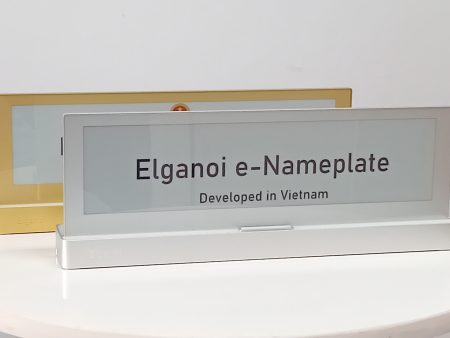 Elganoi e-Nameplate
Developed in Vietnam